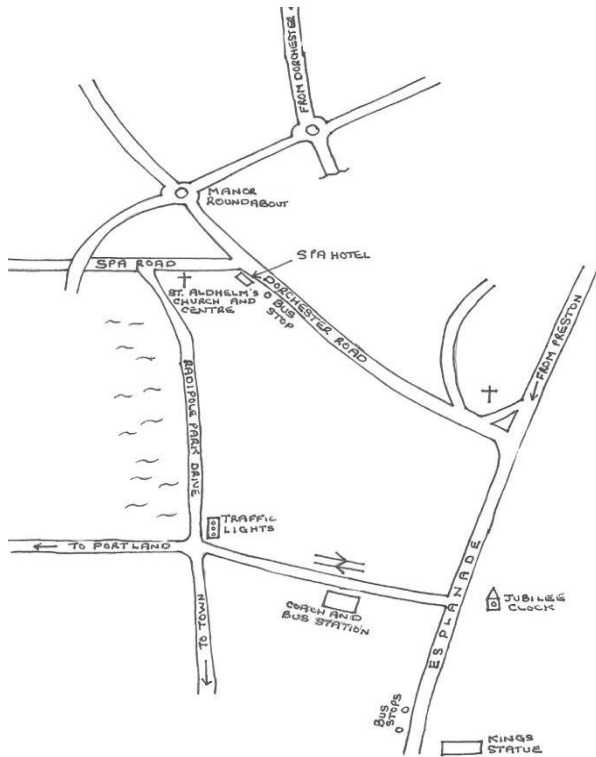 FROM DORCHESTER
MANOR
ROUNDABOUT
SPA ROAD
SPA HOTEL
ST. ALDHELM'S
CHURCH AND
CENTRE
BUS
STOP
DORCHESTER ROAD
FROM PRESTON
RADIPOLE PARK DRIVE
TRAFFIC
LIGHTS
TO PORTLAND
TO TOWN
COACH AND
BUS STATION
ESPLANADE
JUBILEE
CLOCK
BUS
STOPS
KINGS
STATUE